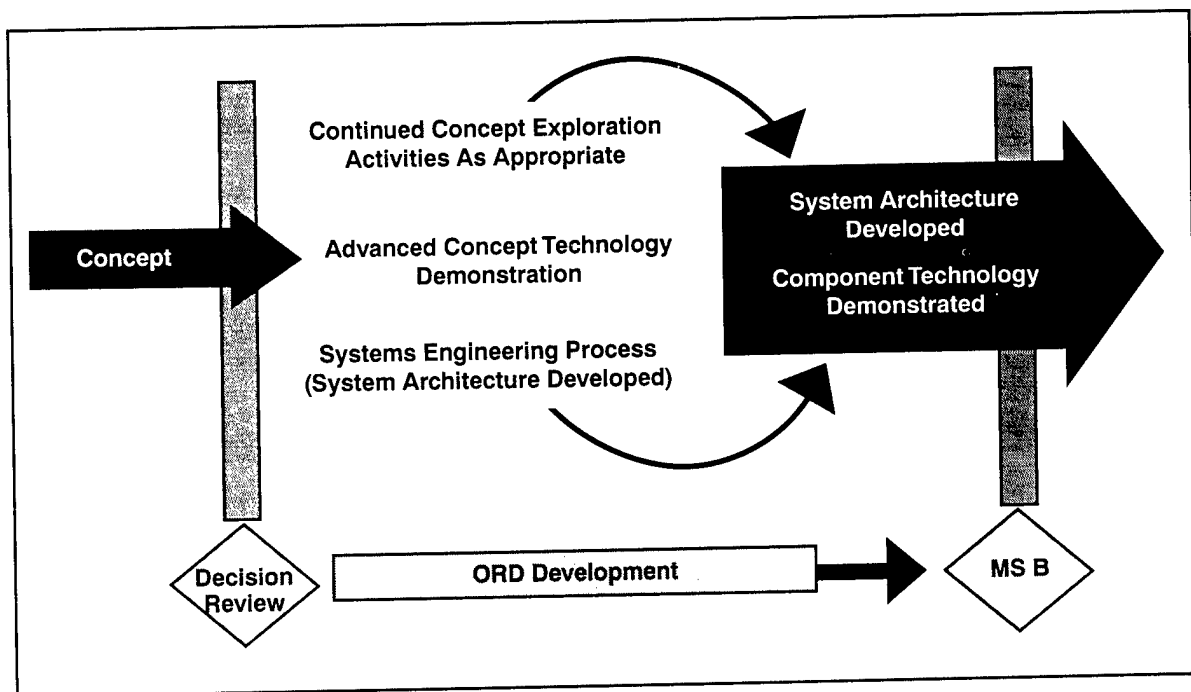 Continued Concept Exploration
Activities As Appropriate
System Architecture
Developed
Concept
Advanced Concept Technology
Demonstration
Component Technology
Demonstrated
Systems Engineering Process
(System Architecture Developed)
Decision
Review
ORD Development
MS B